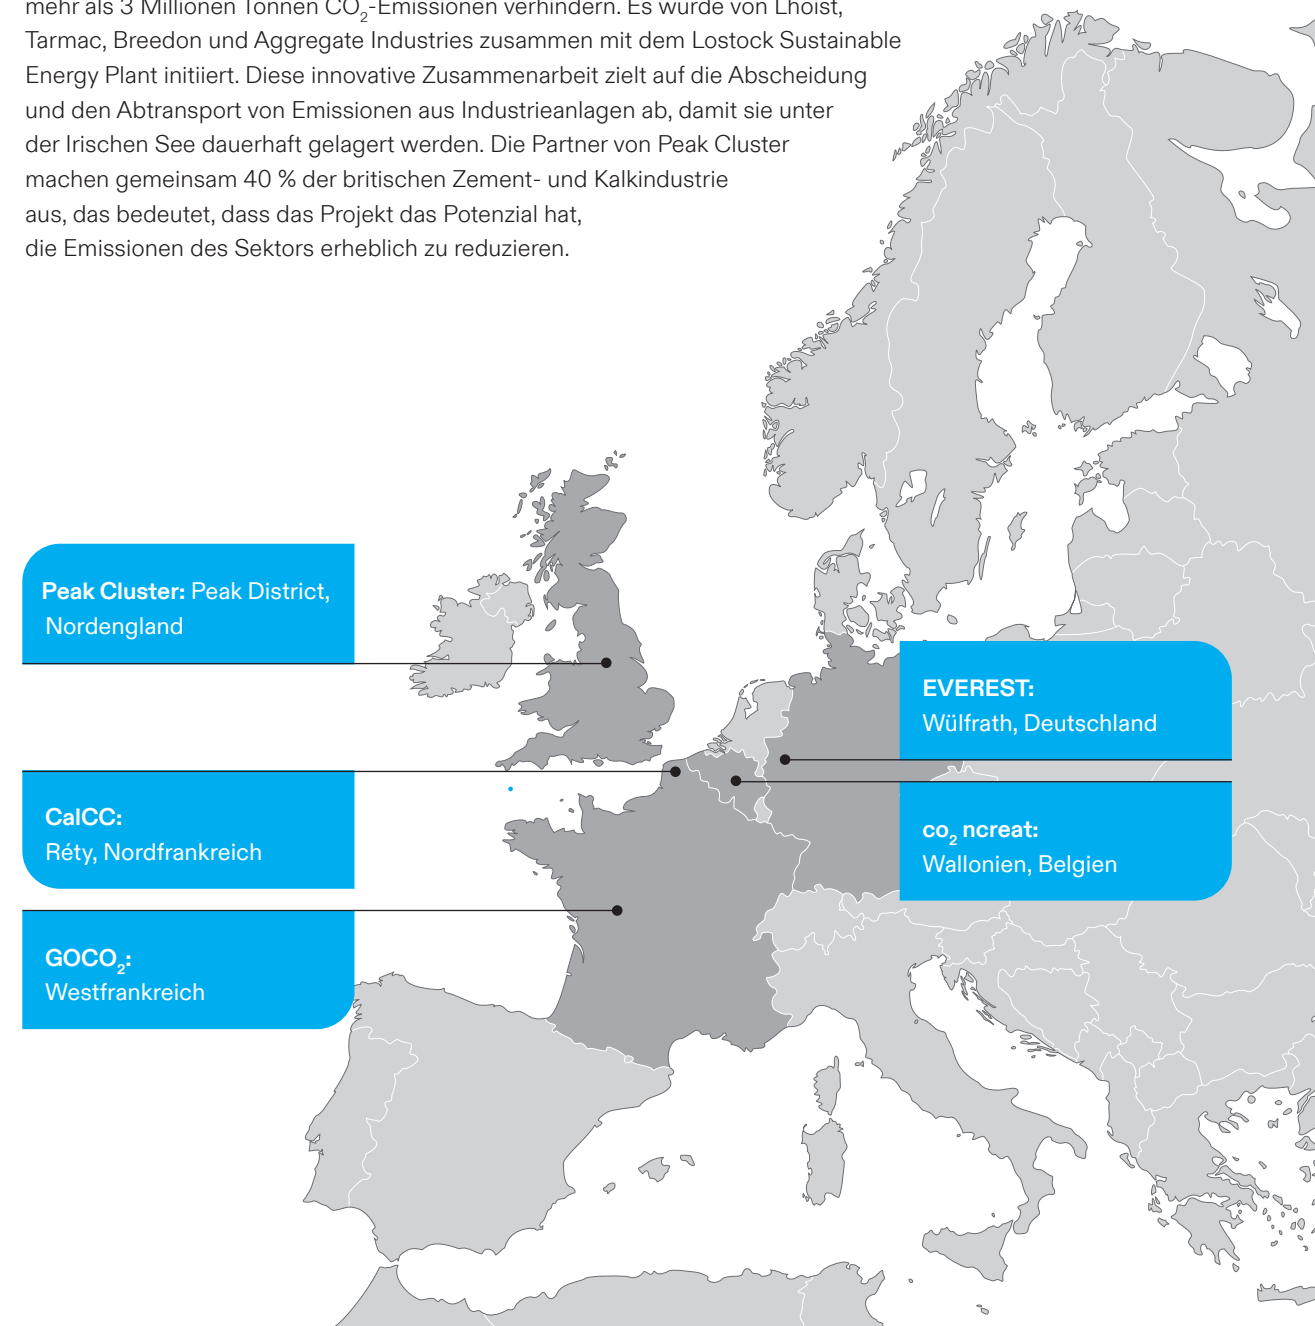 mehr als 3 Millionen Tonnen CO₂-Emissionen verhindern. Es wurde von Lhoist,
Tarmac, Breedon und Aggregate Industries zusammen mit dem Lostock Sustainable
Energy Plant initiiert. Diese innovative Zusammenarbeit zielt auf die Abscheidung
und den Abtransport von Emissionen aus Industrieanlagen ab, damit sie unter
der Irischen See dauerhaft gelagert werden. Die Partner von Peak Cluster
machen gemeinsam 40 % der britischen Zement- und Kalkindustrie
aus, das bedeutet, dass das Projekt das Potenzial hat,
die Emissionen des Sektors erheblich zu reduzieren.
Peak Cluster: Peak District,
Nordengland
EVEREST:
Wülfrath, Deutschland
CalCC:
Réty, Nordfrankreich
co₂ ncreat:
Wallonien, Belgien
GOCO₂:
Westfrankreich